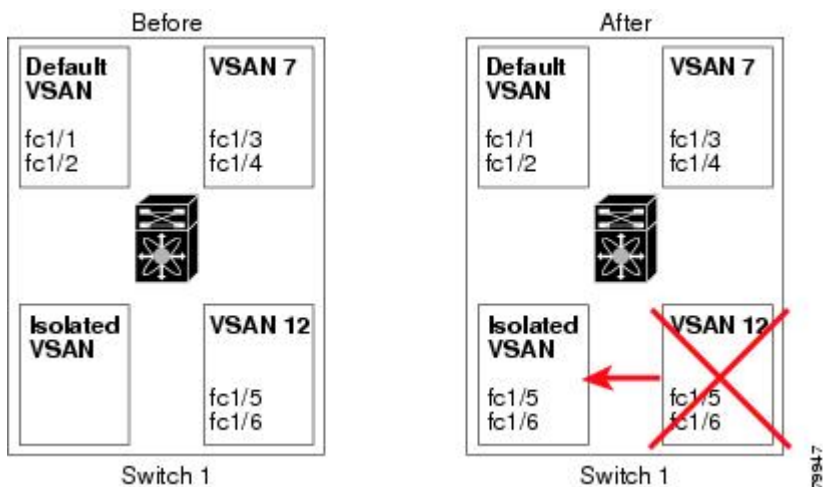 Before
Default
VSAN
fc1/1
fc1/2
VSAN 7
fc1/3
fc1/4
Isolated
VSAN
VSAN 12
fc1/5
fc1/6
Switch 1
After
Default
VSAN
fc1/1
fc1/2
VSAN 7
fc1/3
fc1/4
Isolated
VSAN
fc1/5
fc1/6
VSAN 12
fc1/5
fc1/6
Switch 1
79947